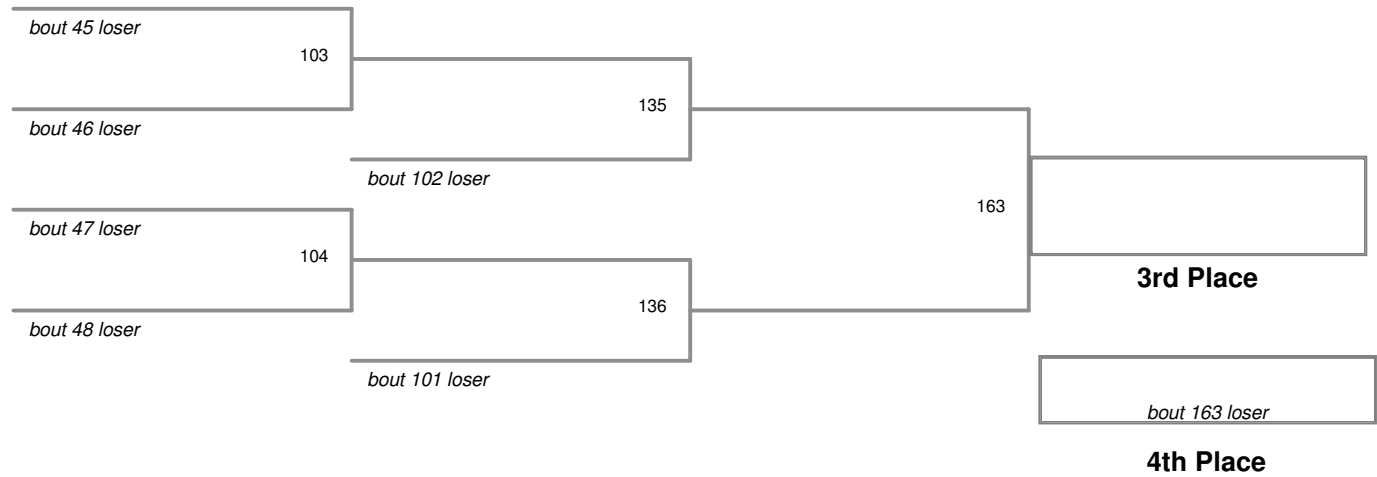 bout 45 loser
103
135
bout 46 loser
bout 102 loser
163
bout 47 loser
104
3rd Place
136
bout 48 loser
bout 101 loser
bout 163 loser
4th Place